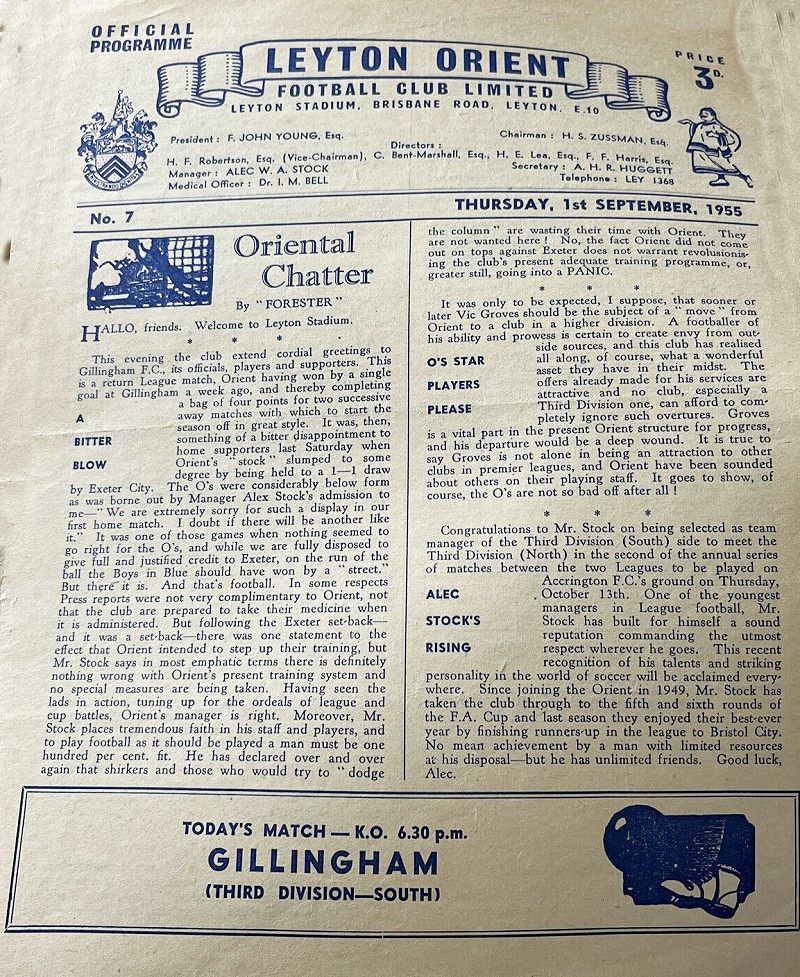 OFFICIAL
PROGRAMME
LEYTON ORIENT
PRICE
3D.
FOOTBALL CLUB LIMITED
LEYTON STADIUM, BRISBANE ROAD, LEYTON, E.10
President : F. JOHN YOUNG, Esq.
Chairman : H. S. ZUSSMAN, Esq.
Directors :
H. F. Robertson, Esq. (Vice-Chairman), C. Bent-Marshall, Esq., H. E. Lea, Esq., F. F. Harris, Esq.
Manager : ALEC W. A. STOCK
Secretary : A. H. R. HUGGETT
Medical Officer : Dr. I. M. BELL
Telephone : LEY 1368
No. 7
THURSDAY, 1st SEPTEMBER, 1955
Oriental
Chatter
By "FORESTER"
HALLO, friends. Welcome to Leyton Stadium.
* * *
This evening the club extend cordial greetings to
Gillingham F.C., its officials, players and supporters. This
is a return League match, Orient having won by a single
goal at Gillingham a week ago, and thereby completing
a bag of four points for two successive
A
away matches with which to start the
season off in great style. It was, then,
BITTER
something of a bitter disappointment to
home supporters last Saturday when
BLOW
Orient's "stock" slumped to some
degree by being held to a 1—1 draw
by Exeter City. The O's were considerably below form
as was borne out by Manager Alex Stock's admission to
me—"We are extremely sorry for such a display in our
first home match. I doubt if there will be another like
it." It was one of those games when nothing seemed to
go right for the O's, and while we are fully disposed to
give full and justified credit to Exeter, on the run of the
ball the Boys in Blue should have won by a "street."
But there it is. And that's football. In some respects
Press reports were not very complimentary to Orient, not
that the club are prepared to take their medicine when
it is administered. But following the Exeter set-back—
and it was a set-back—there was one statement to the
effect that Orient intended to step up their training, but
Mr. Stock says in most emphatic terms there is definitely
nothing wrong with Orient's present training system and
no special measures are being taken. Having seen the
lads in action, tuning up for the ordeals of league and
cup battles, Orient's manager is right. Moreover, Mr.
Stock places tremendous faith in his staff and players, and
to play football as it should be played a man must be one
hundred per cent. fit. He has declared over and over
again that shirkers and those who would try to "dodge
the column" are wasting their time with Orient. They
are not wanted here ! No, the fact Orient did not come
out on tops against Exeter does not warrant revolutionis-
ing the club's present adequate training programme, or,
greater still, going into a PANIC.
* * *
It was only to be expected, I suppose, that sooner or
later Vic Groves should be the subject of a "move" from
Orient to a club in a higher division. A footballer of
his ability and prowess is certain to create envy from out-
side sources, and this club has realised
O'S STAR
all along, of course, what a wonderful
asset they have in their midst. The
PLAYERS
offers already made for his services are
attractive and no club, especially a
PLEASE
Third Division one, can afford to com-
pletely ignore such overtures. Groves
is a vital part in the present Orient structure for progress,
and his departure would be a deep wound. It is true to
say Groves is not alone in being an attraction to other
clubs in premier leagues, and Orient have been sounded
about others on their playing staff. It goes to show, of
course, the O's are not so bad off after all !
* * *
Congratulations to Mr. Stock on being selected as team
manager of the Third Division (South) side to meet the
Third Division (North) in the second of the annual series
of matches between the two Leagues to be played on
Accrington F.C.'s ground on Thursday,
ALEC
October 13th. One of the youngest
managers in League football, Mr.
STOCK'S
Stock has built for himself a sound
reputation commanding the utmost
RISING
respect wherever he goes. This recent
recognition of his talents and striking
personality in the world of soccer will be acclaimed every-
where. Since joining the Orient in 1949, Mr. Stock has
taken the club through to the fifth and sixth rounds of
the F.A. Cup and last season they enjoyed their best-ever
year by finishing runners-up in the league to Bristol City.
No mean achievement by a man with limited resources
at his disposal—but he has unlimited friends. Good luck,
Alec.
TODAY'S MATCH — K.O. 6.30 p.m.
GILLINGHAM
(THIRD DIVISION—SOUTH)